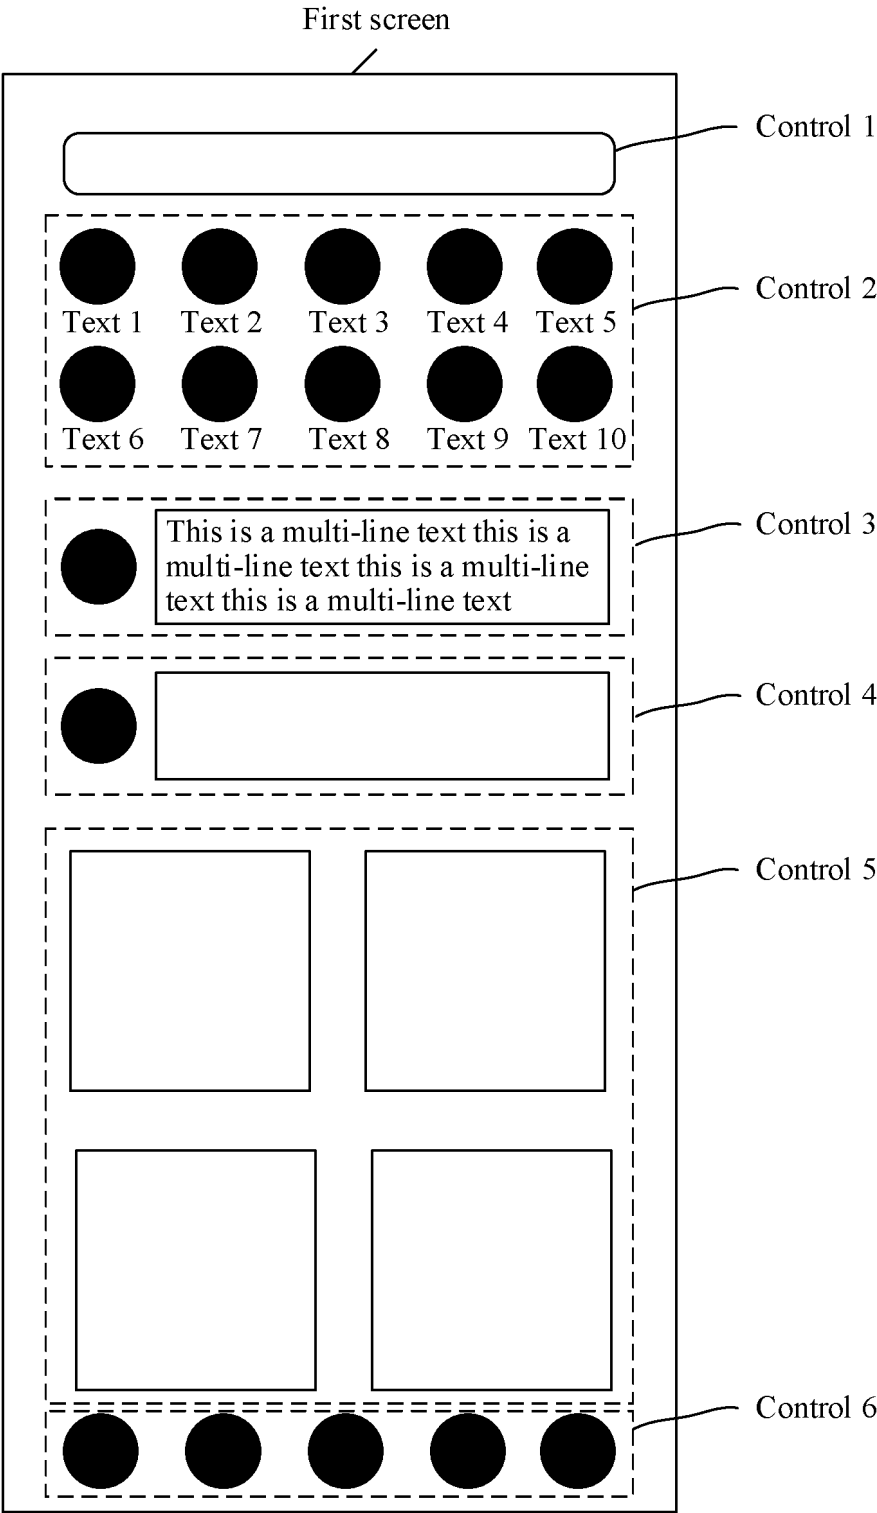 First screen
Control 1
Control 2
Text 1 Text 2 Text 3 Text 4 Text 5
Text 6 Text 7 Text 8 Text 9 Text 10
Control 3
This is a multi-line text this is a
multi-line text this is a multi-line
text this is a multi-line text
Control 4
Control 5
Control 6